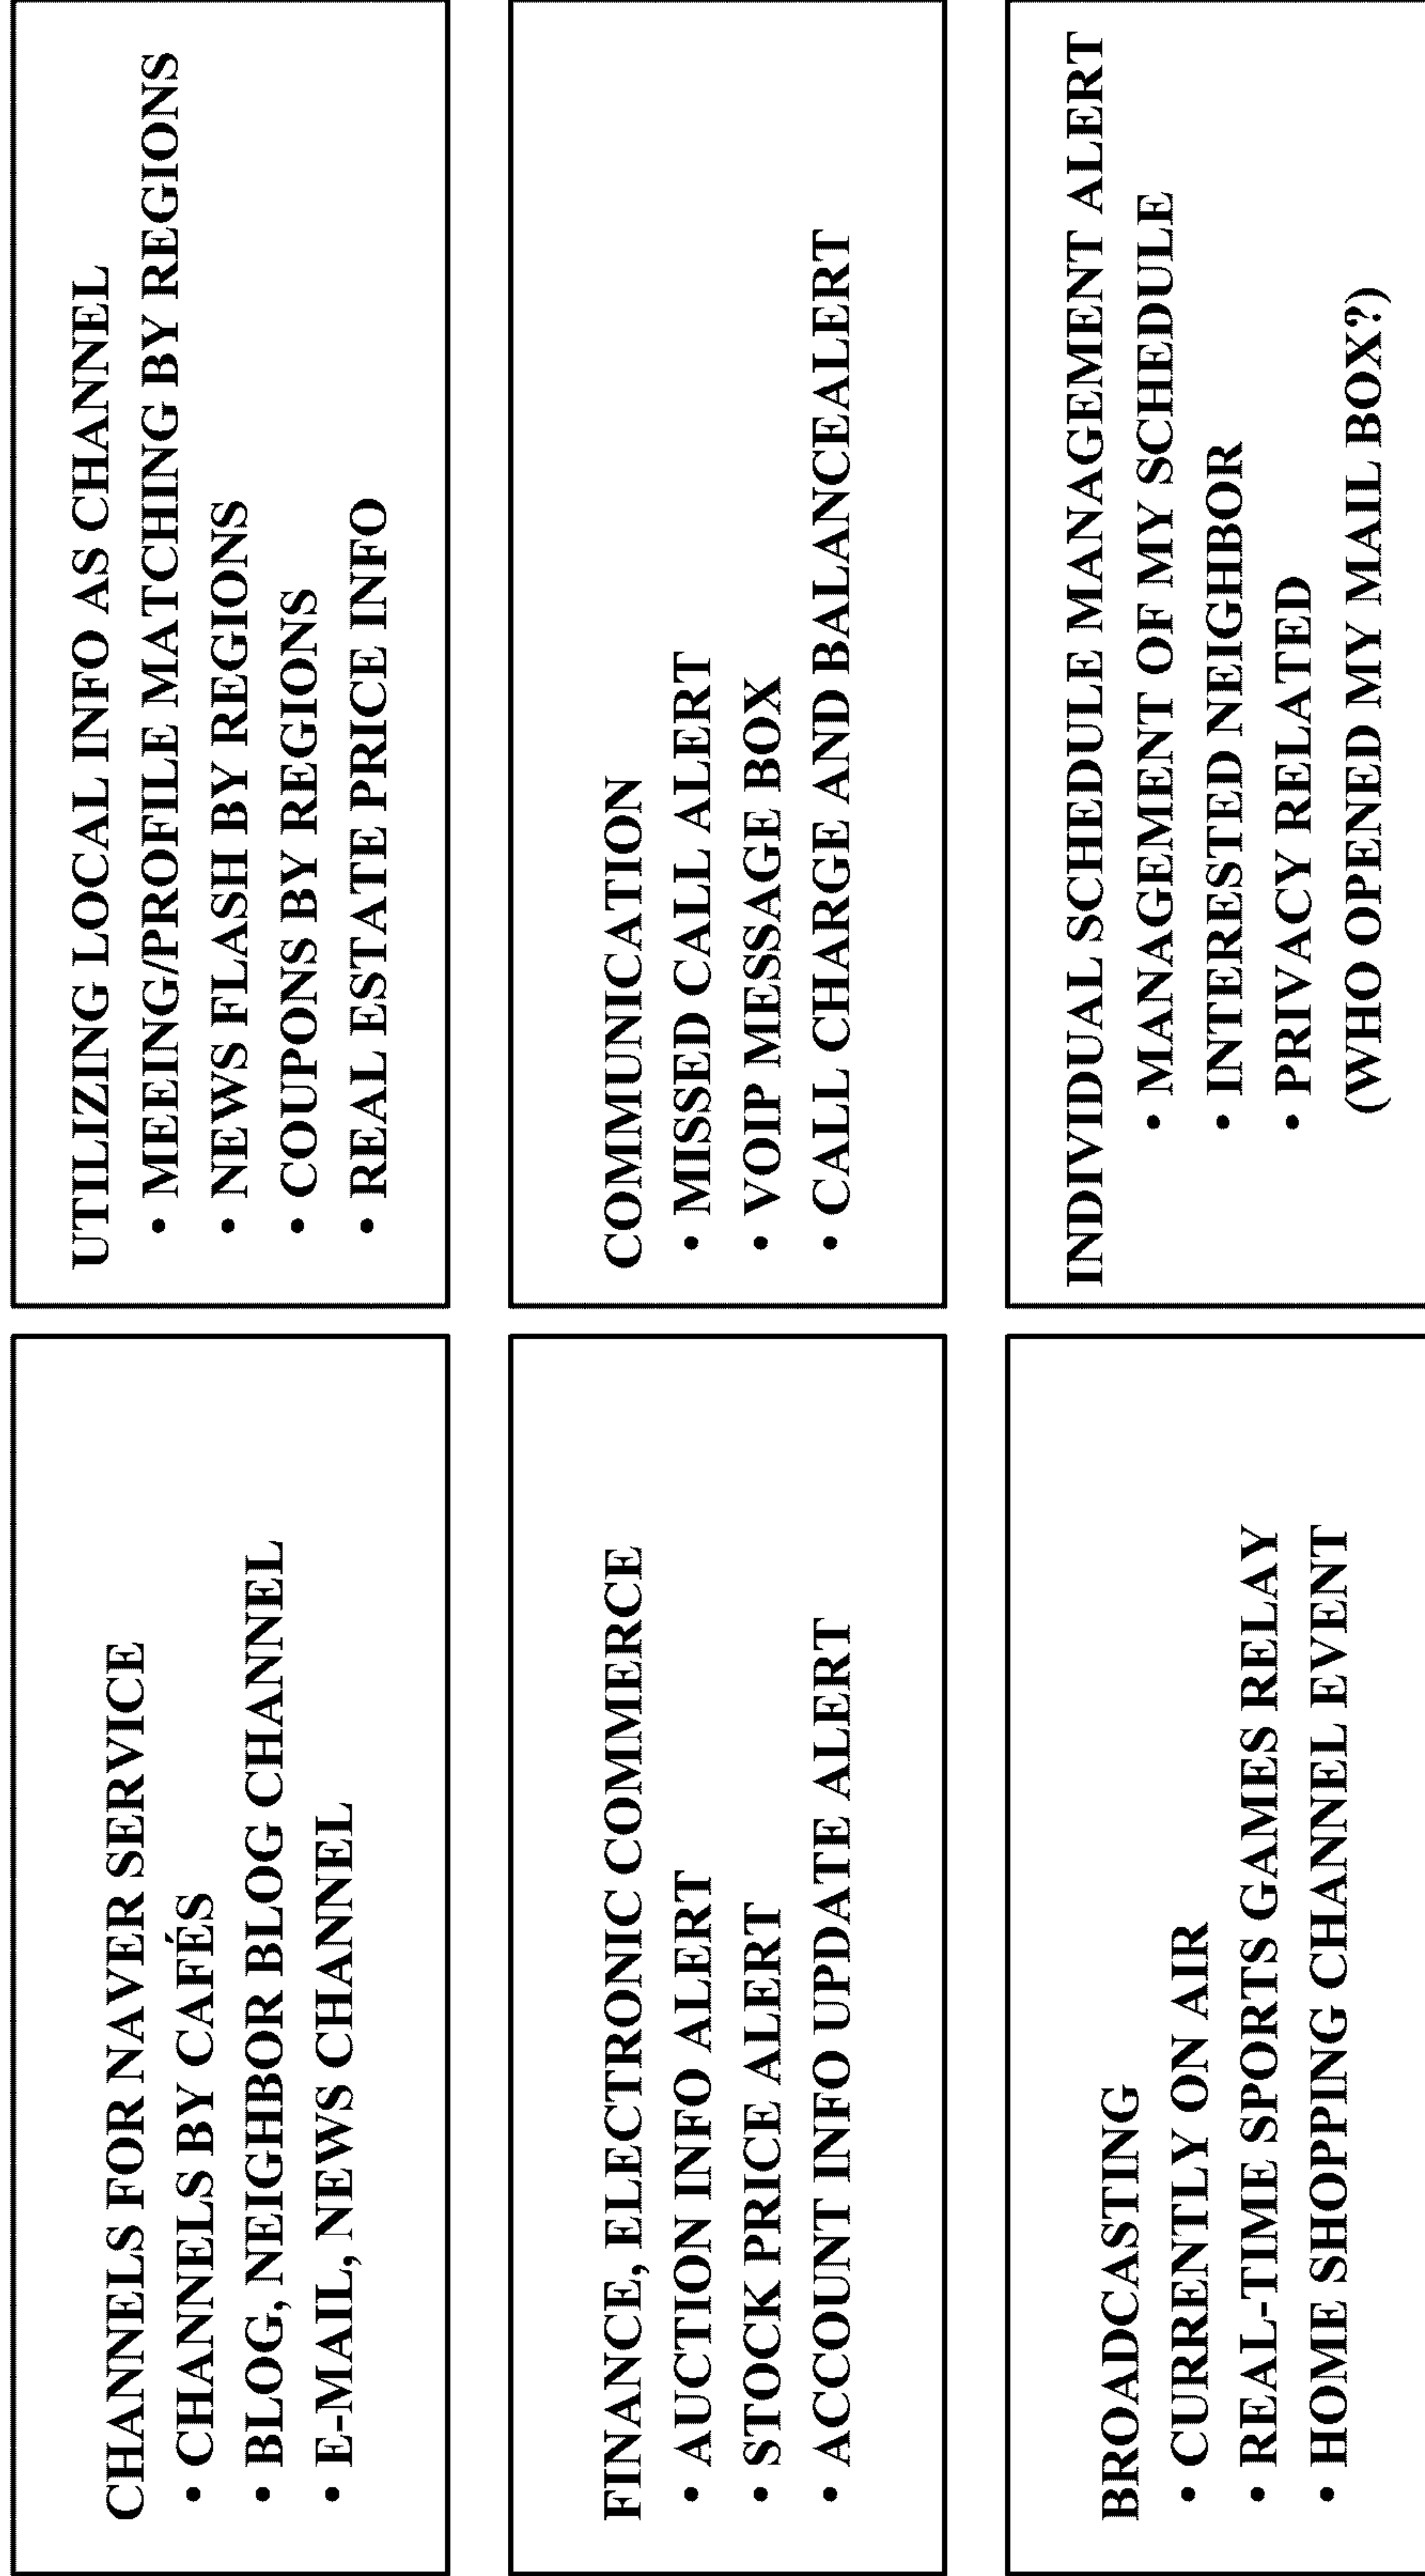 CHANNELS FOR NAVER SERVICE
• CHANNELS BY CAFÉS
• BLOG, NEIGHBOR BLOG CHANNEL
• E-MAIL, NEWS CHANNEL
UTILIZING LOCAL INFO AS CHANNEL
• MEEING/PROFILE MATCHING BY REGIONS
• NEWS FLASH BY REGIONS
• COUPONS BY REGIONS
• REAL ESTATE PRICE INFO
FINANCE, ELECTRONIC COMMERCE
• AUCTION INFO ALERT
• STOCK PRICE ALERT
• ACCOUNT INFO UPDATE ALERT
COMMUNICATION
• MISSED CALL ALERT
• VOIP MESSAGE BOX
• CALL CHARGE AND BALANCEALERT
BROADCASTING
• CURRENTLY ON AIR
• REAL-TIME SPORTS GAMES RELAY
• HOME SHOPPING CHANNEL EVENT
INDIVIDUAL SCHEDULE MANAGEMENT ALERT
• MANAGEMENT OF MY SCHEDULE
• INTERESTED NEIGHBOR
• PRIVACY RELATED
(WHO OPENED MY MAIL BOX?)